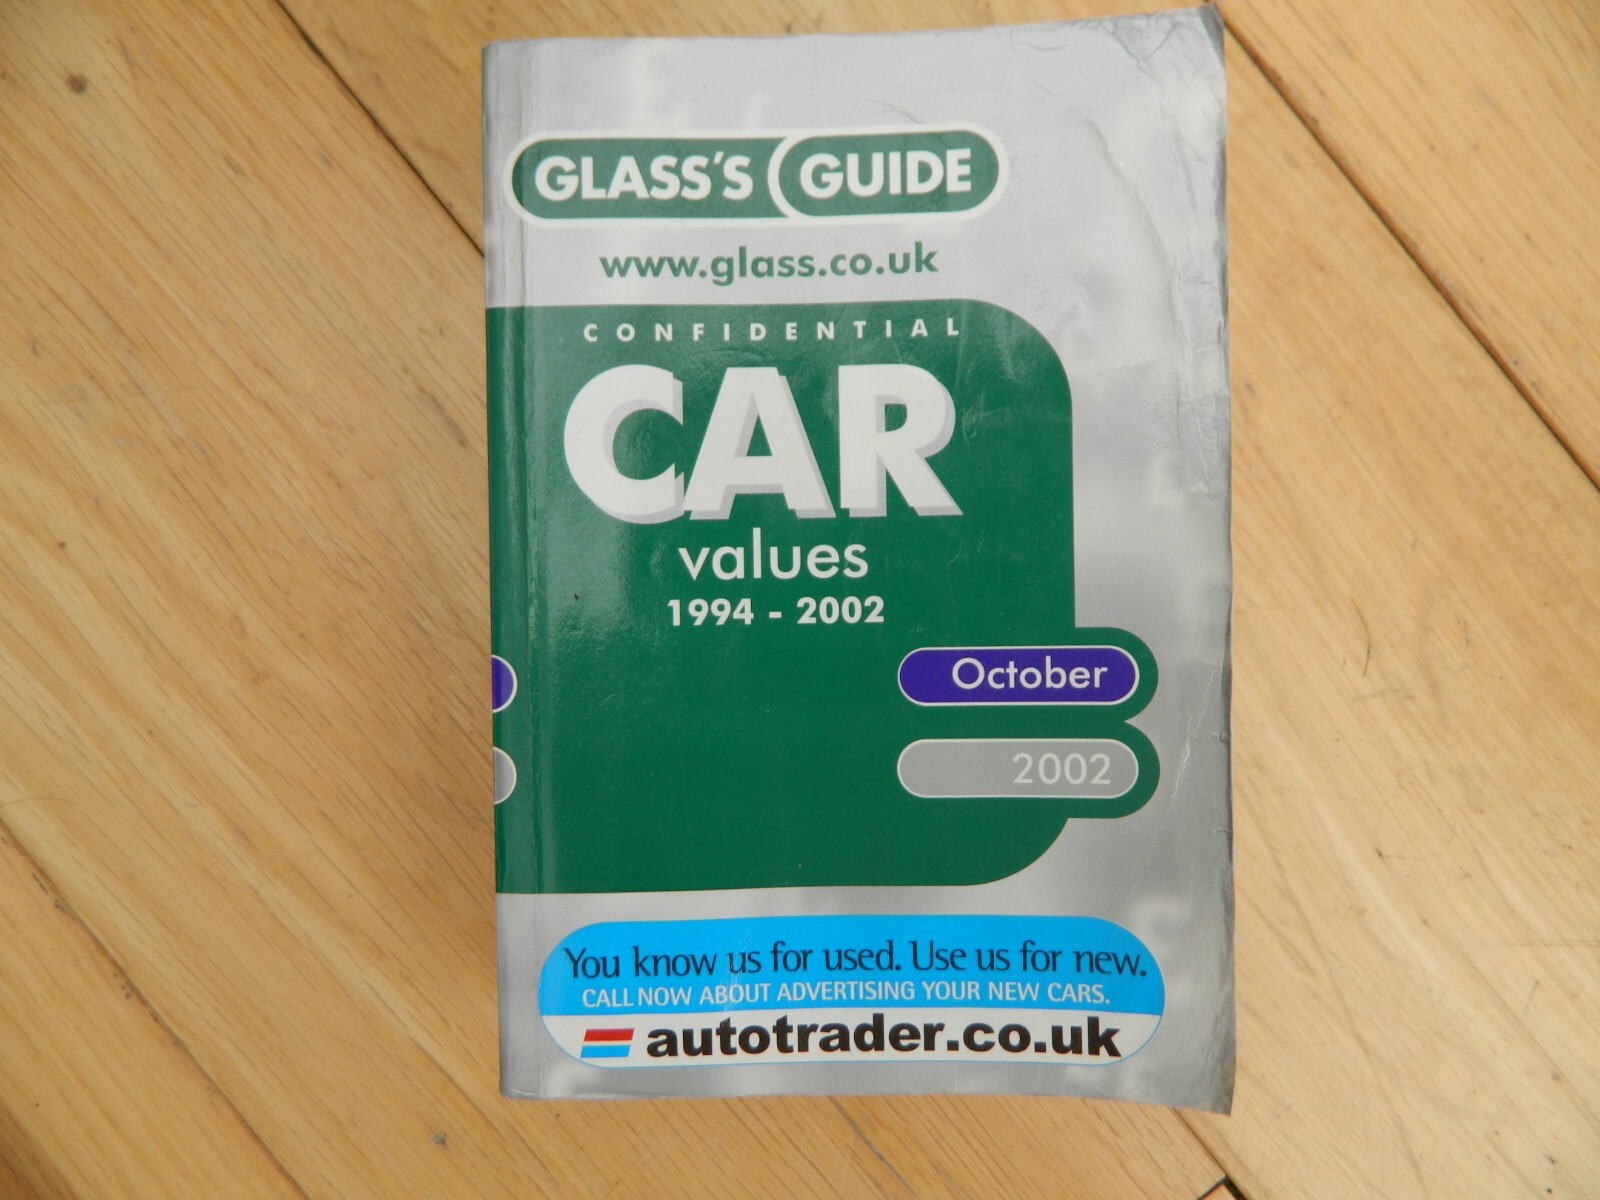 GLASS'S GUIDE
www.glass.co.uk
CONFIDENTIAL
CAR
values
1994 - 2002
October
2002
You know us for used. Use us for new.
CALL NOW ABOUT ADVERTISING YOUR NEW CARS.
autotrader.co.uk